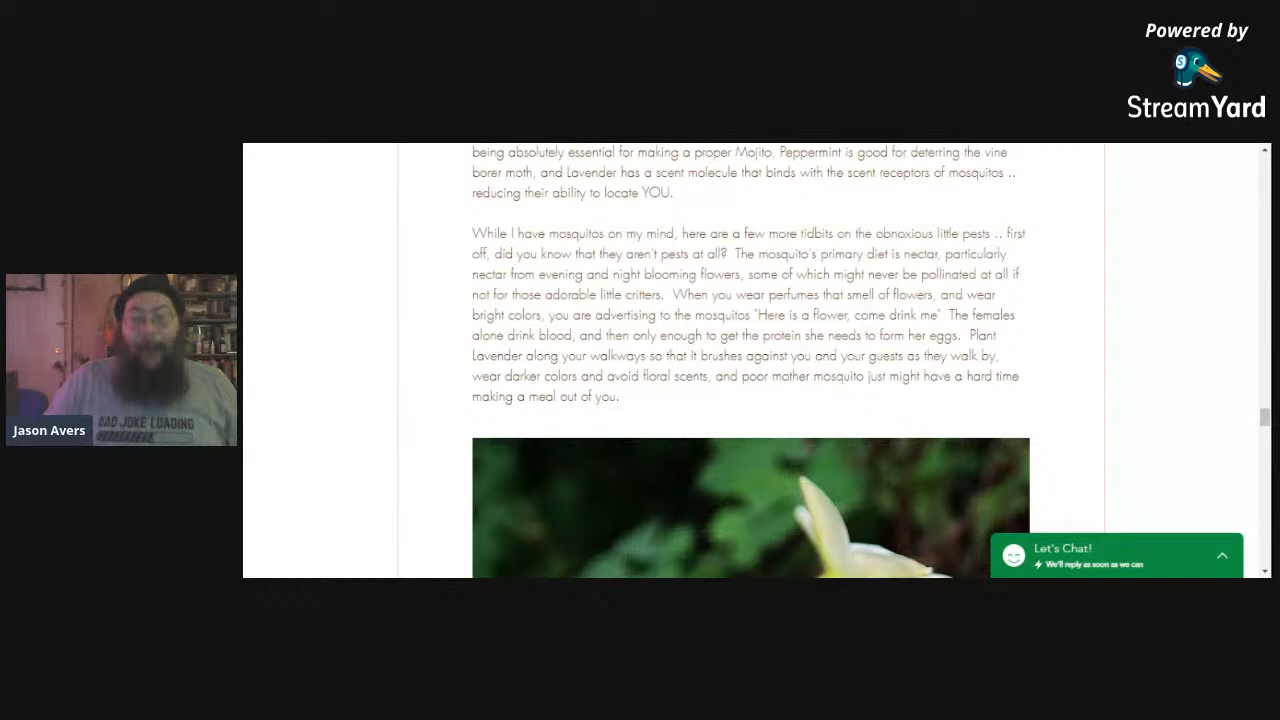 Powered by
StreamYard
being absolutely essential for making a proper Mojito, Peppermint is good for deterring the vine
borer moth, and Lavender has a scent molecule that binds with the scent receptors of mosquitos ..
reducing their ability to locate YOU.
While I have mosquitos on my mind, here are a few more tidbits on the obnoxious little pests .. first
off, did you know that they aren't pests at all?  The mosquito's primary diet is nectar, particularly
nectar from evening and night blooming flowers, some of which might never be pollinated at all if
not for those adorable little critters.  When you wear perfumes that smell of flowers, and wear
bright colors, you are advertising to the mosquitos "Here is a flower, come drink me"  The females
alone drink blood, and then only enough to get the protein she needs to form her eggs.  Plant
Lavender along your walkways so that it brushes against you and your guests as they walk by,
wear darker colors and avoid floral scents, and poor mother mosquito just might have a hard time
making a meal out of you.
BAD JOKE LOADING
Jason Avers
Let's Chat!
We'll reply as soon as we can